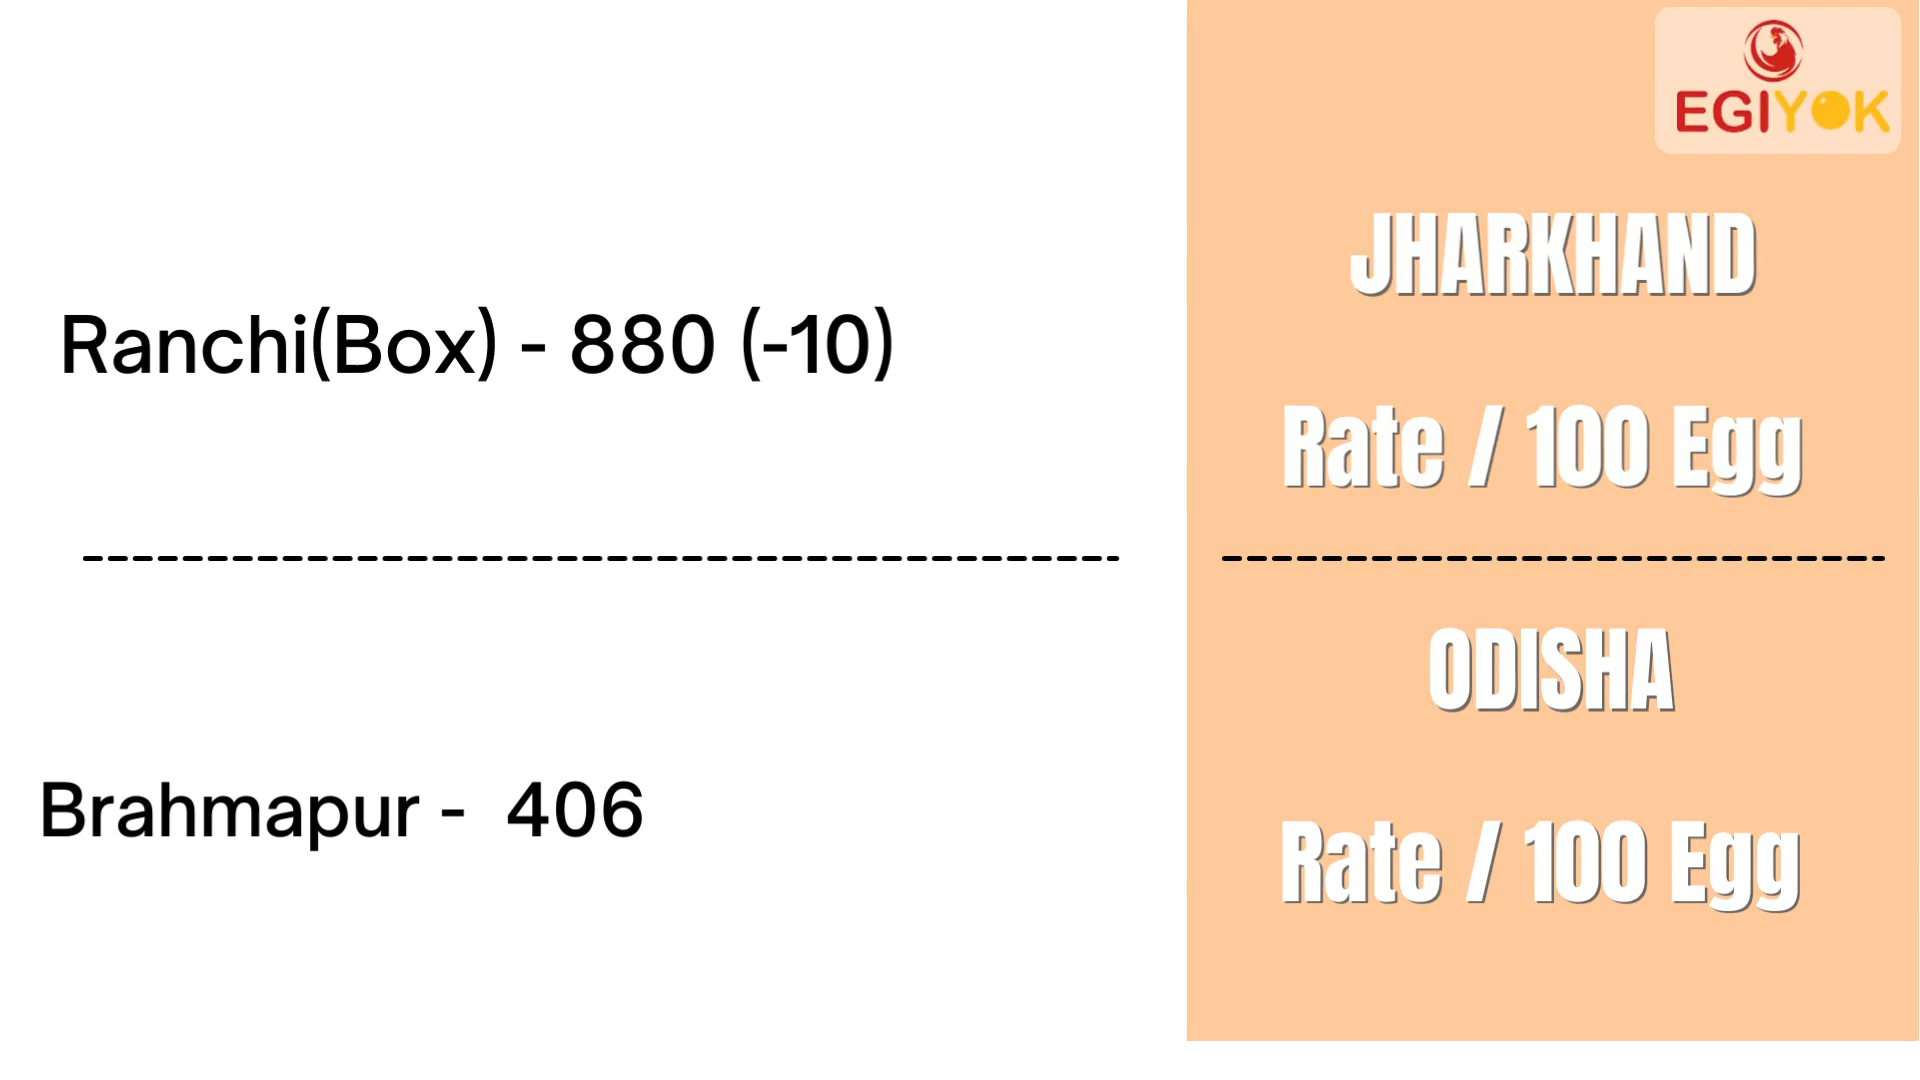 EGIYOK
JHARKHAND
Ranchi(Box) - 880 (-10)
Rate / 100 Egg
ODISHA
Brahmapur - 406
Rate / 100 Egg